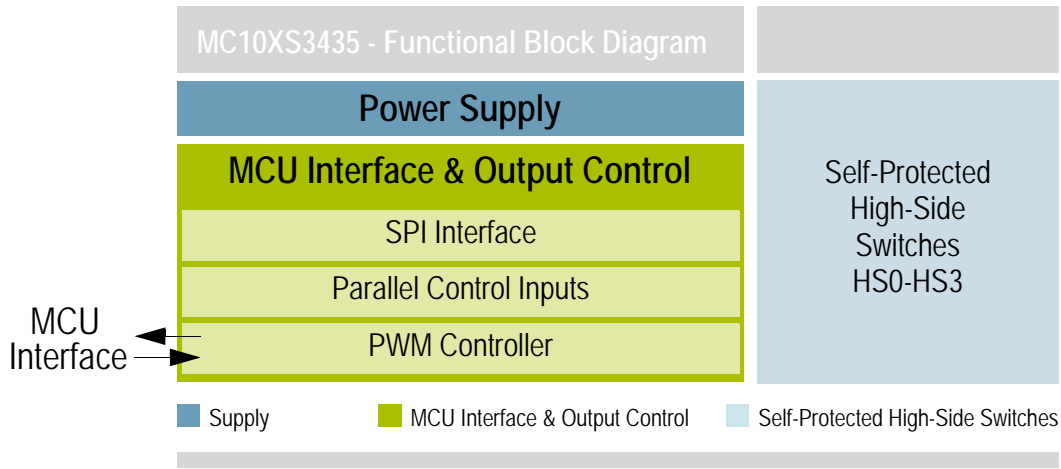 MC10XS3435 - Functional Block Diagram
Power Supply
MCU Interface & Output Control
SPI Interface
Parallel Control Inputs
PWM Controller
MCU
Interface
Self-Protected
High-Side
Switches
HS0-HS3
Supply
MCU Interface & Output Control
Self-Protected High-Side Switches